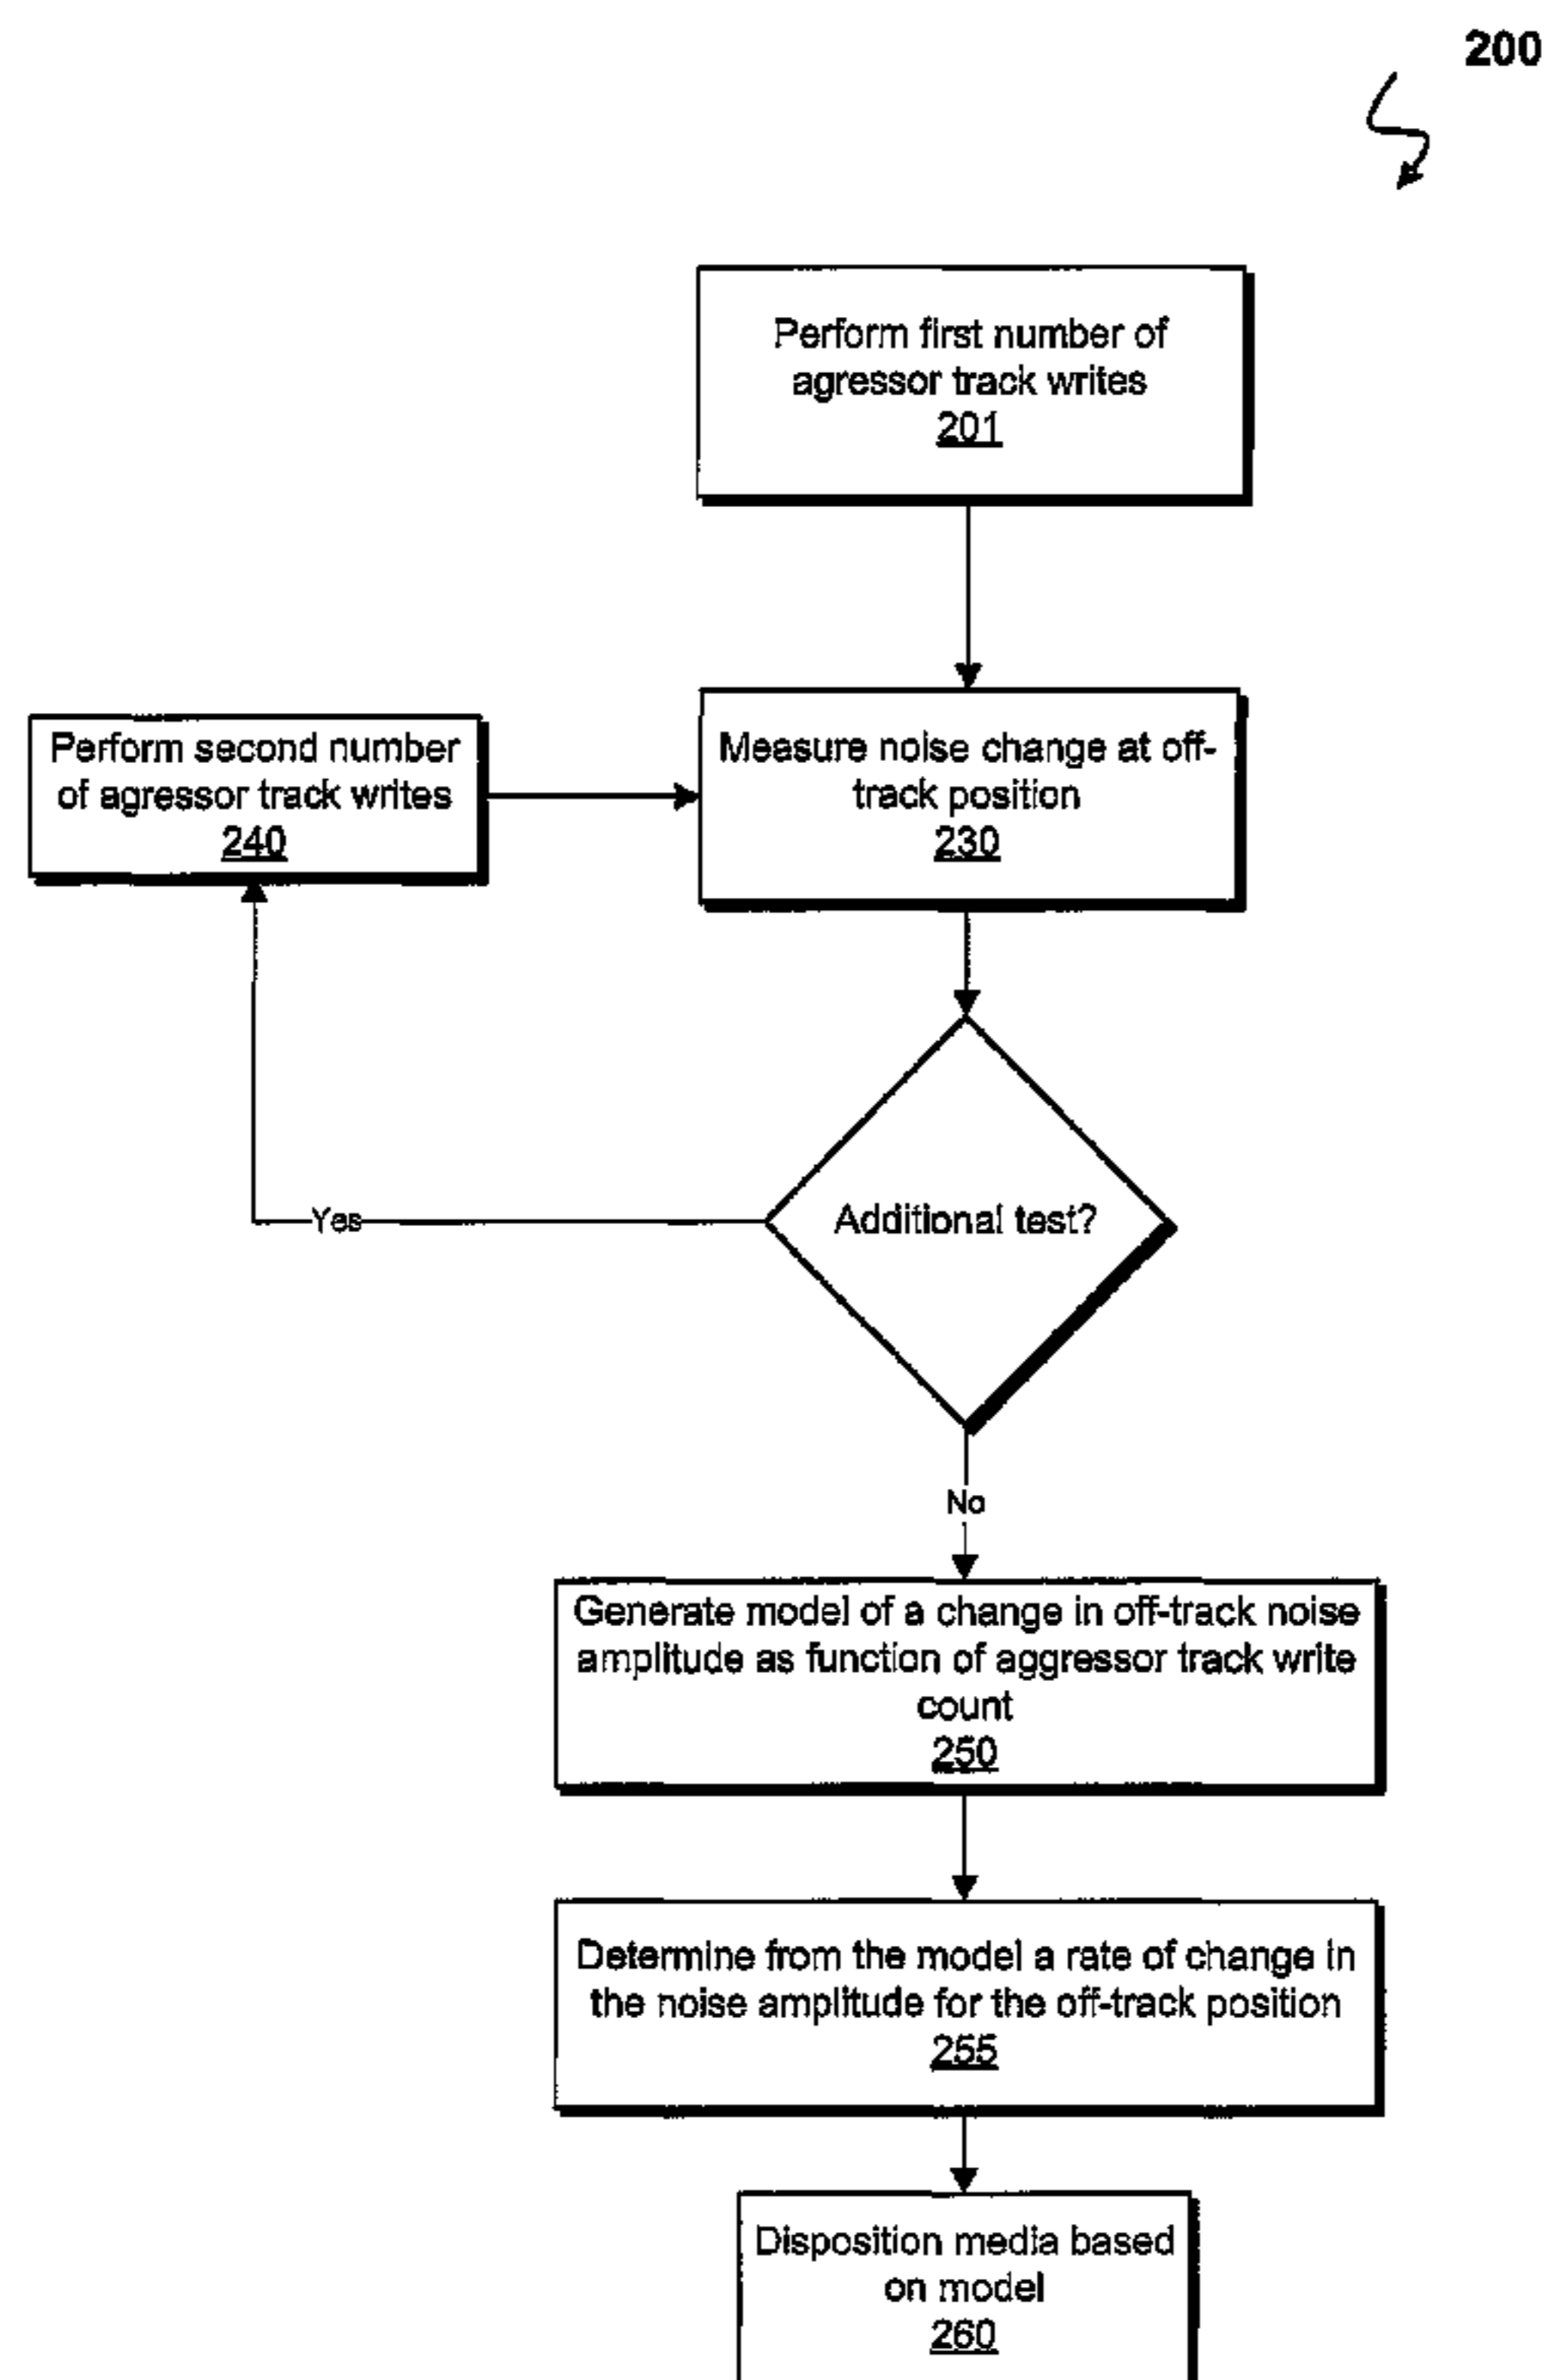 200
Perform first number of
agressor track writes
201
Perform second number
of agressor track writes
240
Measure noise change at off-
track position
230
Additional test?
Yes
No
Generate model of a change in off-track noise
amplitude as function of aggressor track write
count
250
Determine from the model a rate of change in
the noise amplitude for the off-track position
255
Disposition media based
on model
260